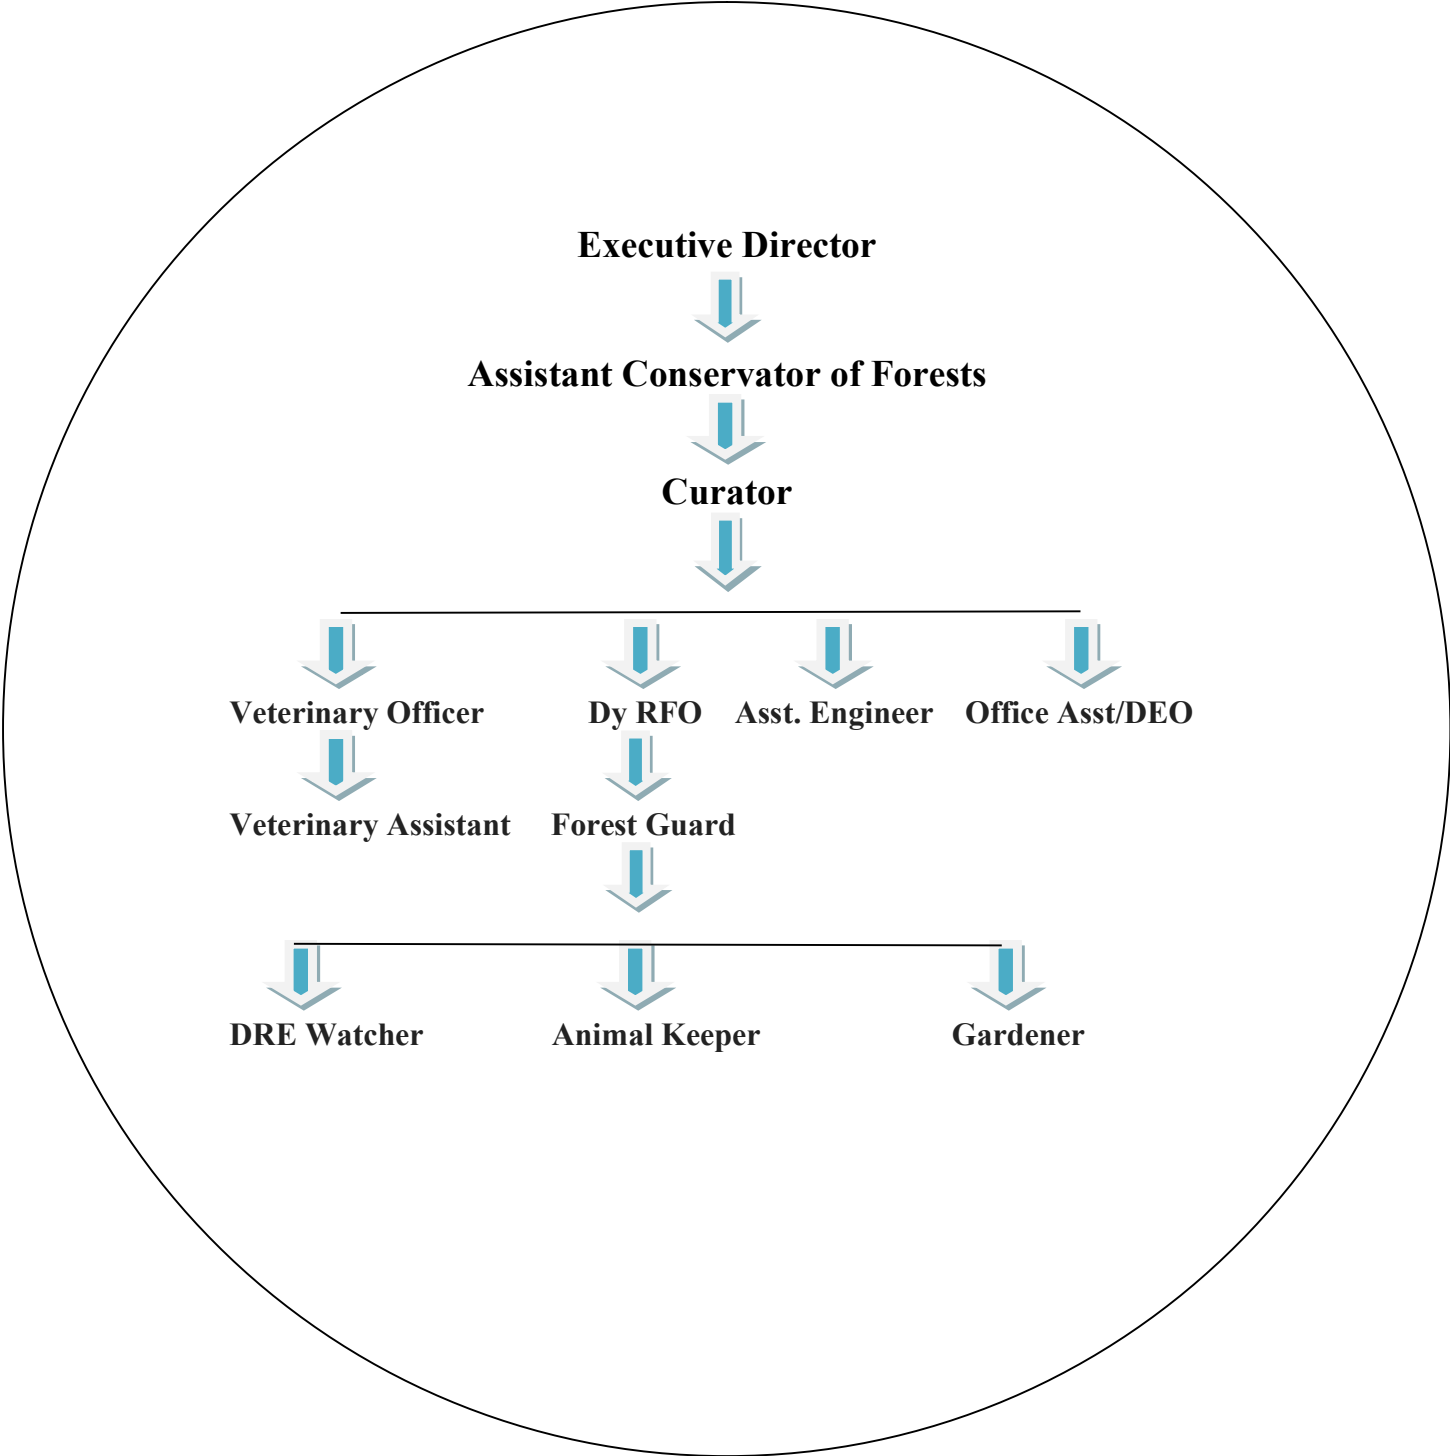 Executive Director
Assistant Conservator of Forests
Curator
Veterinary Officer Dy RFO Asst. Engineer Office Asst/DEO
Veterinary Assistant Forest Guard
DRE Watcher Animal Keeper Gardener